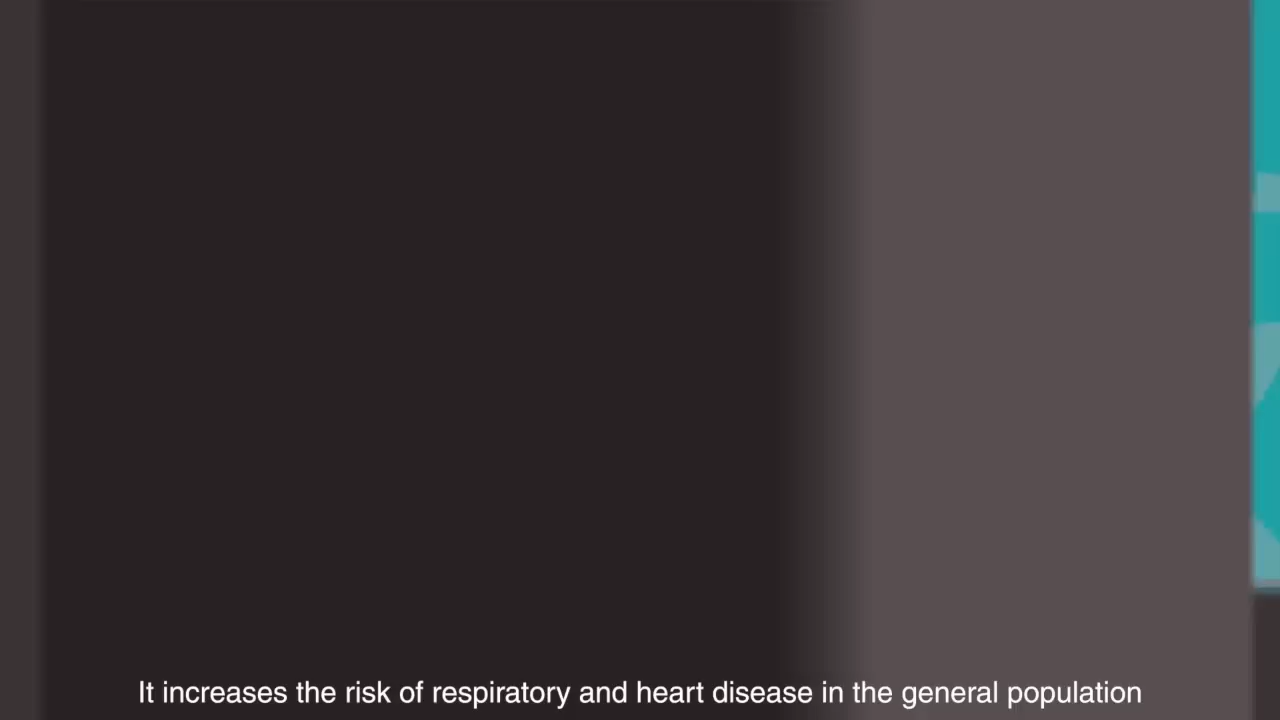 It increases the risk of respiratory and heart disease in the general population